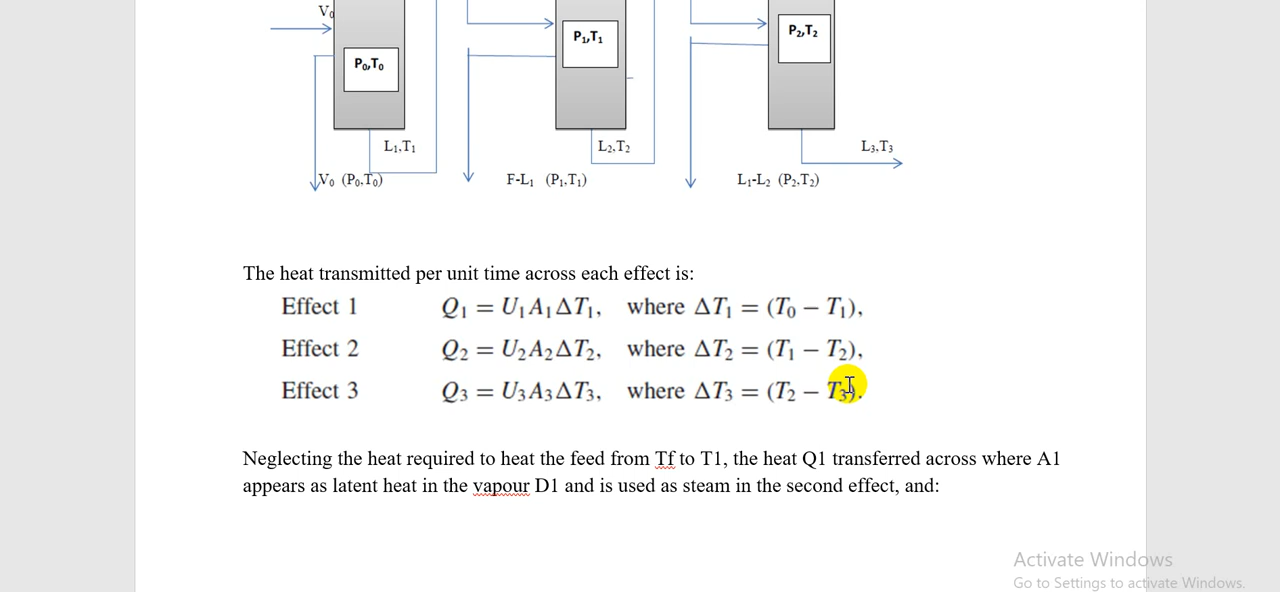 V₀
P₀,T₀
P₁,T₁
P₂,T₂
L₁,T₁
L₂,T₂
L₃,T₃
V₀ (P₀,T₀)
F-L₁ (P₁,T₁)
L₁-L₂ (P₂,T₂)
The heat transmitted per unit time across each effect is:
Effect 1 Q₁ = U₁A₁ΔT₁, where ΔT₁ = (T₀ − T₁),
Effect 2 Q₂ = U₂A₂ΔT₂, where ΔT₂ = (T₁ − T₂),
Effect 3 Q₃ = U₃A₃ΔT₃, where ΔT₃ = (T₂ − T₃).
Neglecting the heat required to heat the feed from Tf to T1, the heat Q1 transferred across where A1
appears as latent heat in the vapour D1 and is used as steam in the second effect, and:
Activate Windows
Go to Settings to activate Windows.